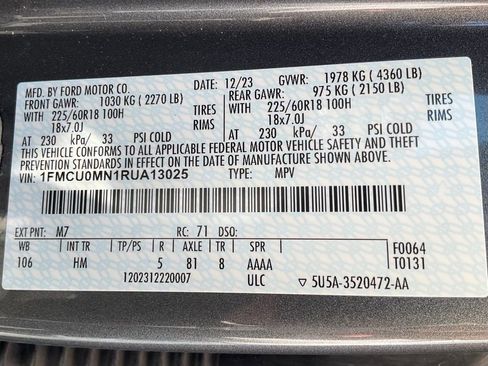 MFD. BY FORD MOTOR CO. 12/23 GVWR: 1978 KG ( 4360 LB)
FRONT GAWR: 1030 KG ( 2270 LB) REAR GAWR: 975 KG ( 2150 LB)
WITH 225/60R18 100H TIRES WITH 225/60R18 100H TIRES
18x7.0J RIMS 18x7.0J RIMS
AT 230 kPa/ 33 PSI COLD AT 230 kPa/ 33 PSI COLD
THIS VEHICLE CONFORMS TO ALL APPLICABLE FEDERAL MOTOR VEHICLE SAFETY AND THEFT
PREVENTION STANDARDS IN EFFECT ON THE DATE OF MANUFACTURE SHOWN ABOVE.
VIN: 1FMCU0MN1RUA13025 TYPE: MPV
EXT PNT: M7 RC: 71 DSO:
WB HM TP/PS R AXLE TR SPR F0064
106 5 81 8 AAAA T0131
1202312220007 ULC ▽ 5U5A-3520472-AA